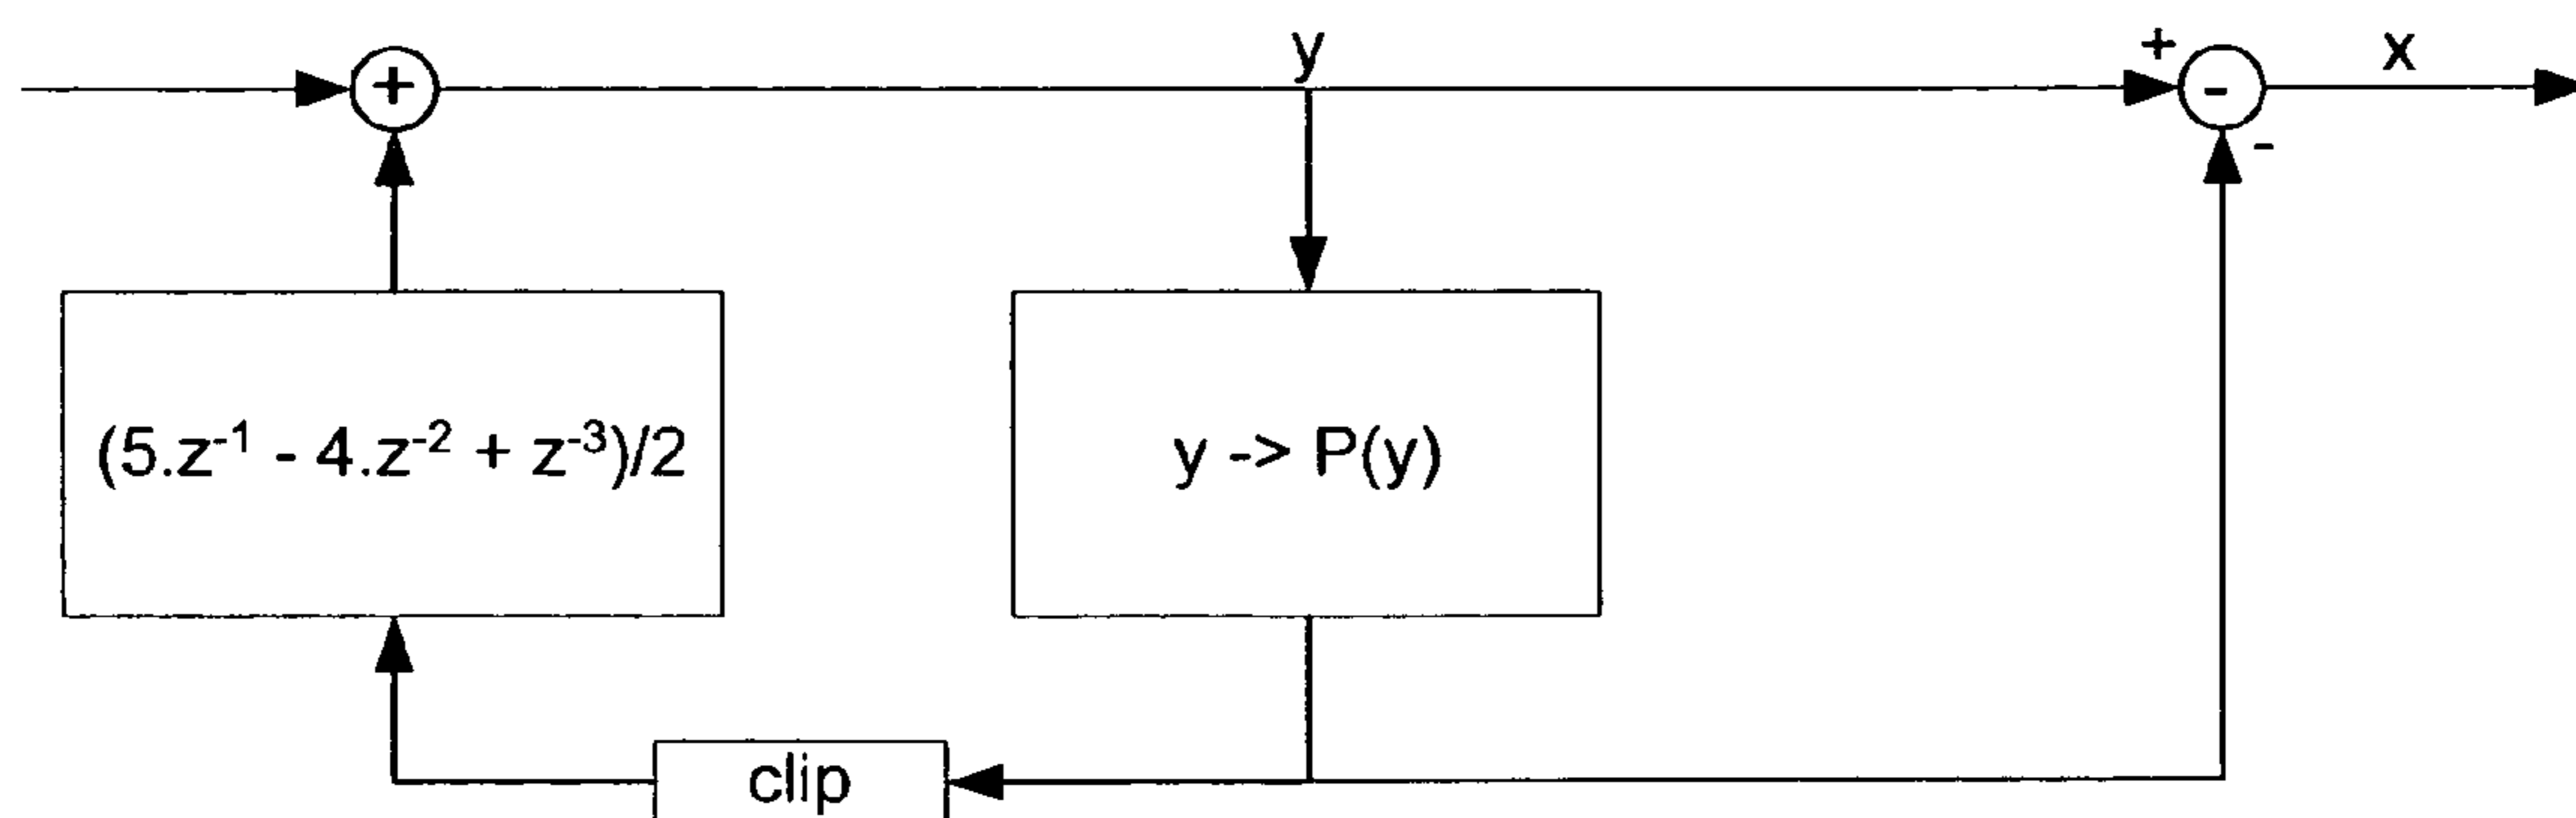 y
+
x
+
-
-
(5.z⁻¹ - 4.z⁻² + z⁻³)/2
y -> P(y)
clip